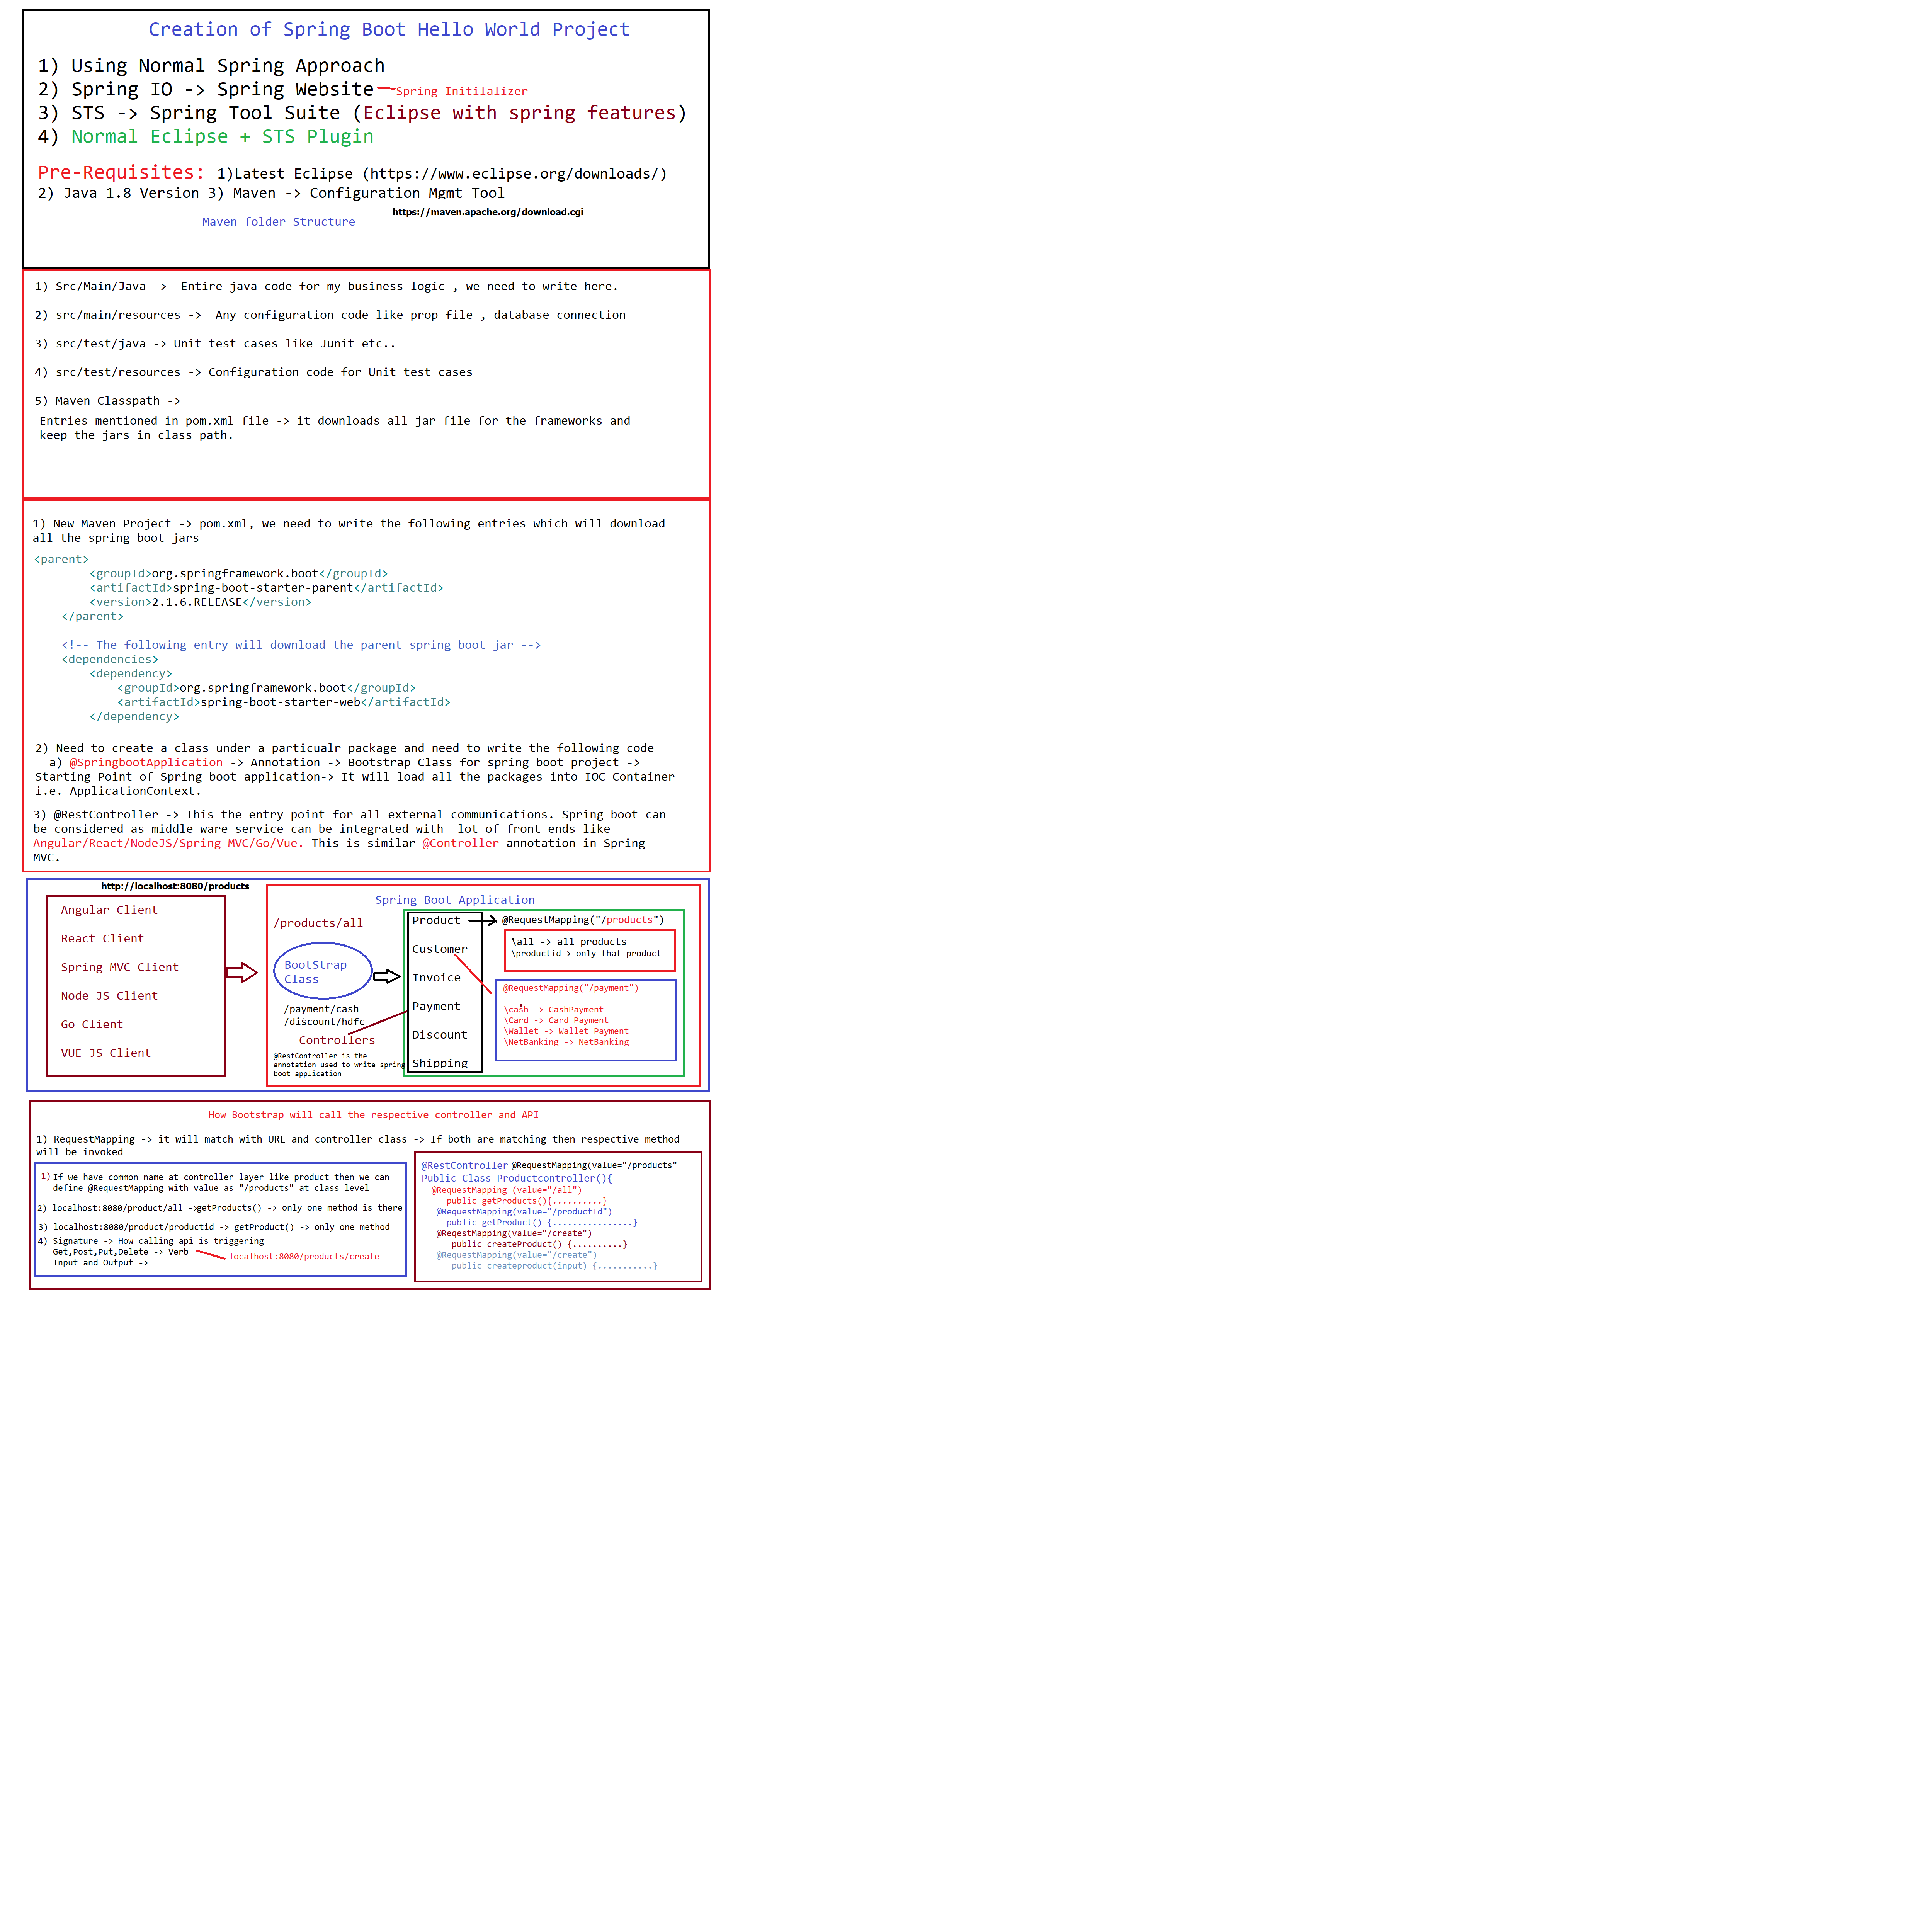 Creation of Spring Boot Hello World Project
1) Using Normal Spring Approach
2) Spring IO -> Spring Website Spring Initilalizer
3) STS -> Spring Tool Suite (Eclipse with spring features)
4) Normal Eclipse + STS Plugin
Pre-Requisites: 1)Latest Eclipse (https://www.eclipse.org/downloads/)
2) Java 1.8 Version 3) Maven -> Configuration Mgmt Tool
https://maven.apache.org/download.cgi
Maven folder Structure
1) Src/Main/Java -> Entire java code for my business logic , we need to write here.
2) src/main/resources -> Any configuration code like prop file , database connection
3) src/test/java -> Unit test cases like Junit etc..
4) src/test/resources -> Configuration code for Unit test cases
5) Maven Classpath ->
Entries mentioned in pom.xml file -> it downloads all jar file for the frameworks and
keep the jars in class path.
1) New Maven Project -> pom.xml, we need to write the following entries which will download
all the spring boot jars
<parent>
<groupId>org.springframework.boot</groupId>
<artifactId>spring-boot-starter-parent</artifactId>
<version>2.1.6.RELEASE</version>
</parent>
<!-- The following entry will download the parent spring boot jar -->
<dependencies>
<dependency>
<groupId>org.springframework.boot</groupId>
<artifactId>spring-boot-starter-web</artifactId>
</dependency>
2) Need to create a class under a particualr package and need to write the following code
a) @SpringbootApplication -> Annotation -> Bootstrap Class for spring boot project ->
Starting Point of Spring boot application-> It will load all the packages into IOC Container
i.e. ApplicationContext.
3) @RestController -> This the entry point for all external communications. Spring boot can
be considered as middle ware service can be integrated with lot of front ends like
Angular/React/NodeJS/Spring MVC/Go/Vue. This is similar @Controller annotation in Spring
MVC.
http://localhost:8080/products
Angular Client
React Client
Spring MVC Client
Node JS Client
Go Client
VUE JS Client
Spring Boot Application
/products/all
BootStrap
Class
/payment/cash
/discount/hdfc
Controllers
@RestController is the
annotation used to write spring
boot application
Product
Customer
Invoice
Payment
Discount
Shipping
@RequestMapping("/products")
\all -> all products
\productid-> only that product
@RequestMapping("/payment")
\cash -> CashPayment
\Card -> Card Payment
\Wallet -> Wallet Payment
\NetBanking -> NetBanking
How Bootstrap will call the respective controller and API
1) RequestMapping -> it will match with URL and controller class -> If both are matching then respective method
will be invoked
1) If we have common name at controller layer like product then we can
define @RequestMapping with value as "/products" at class level
2) localhost:8080/product/all ->getProducts() -> only one method is there
3) localhost:8080/product/productid -> getProduct() -> only one method
4) Signature -> How calling api is triggering
Get,Post,Put,Delete -> Verb
localhost:8080/products/create
Input and Output ->
@RestController @RequestMapping(value="/products"
Public Class Productcontroller(){
@RequestMapping (value="/all")
public getProducts(){..........}
@RequestMapping(value="/productId")
public getProduct() {................}
@ReqestMapping(value="/create")
public createProduct() {..........}
@RequestMapping(value="/create")
public createproduct(input) {...........}